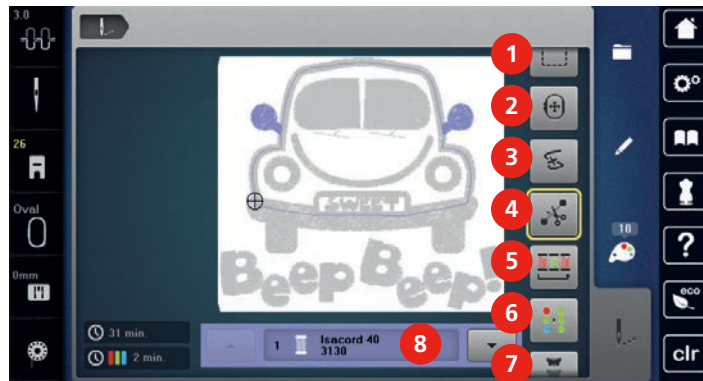 3.0
26
Oval
0mm
SWEET
Beep Beep!
31 min.
2 min.
1
Isacord 40
3130
1
2
3
4
5
6
7
8
10
?
eco
clr